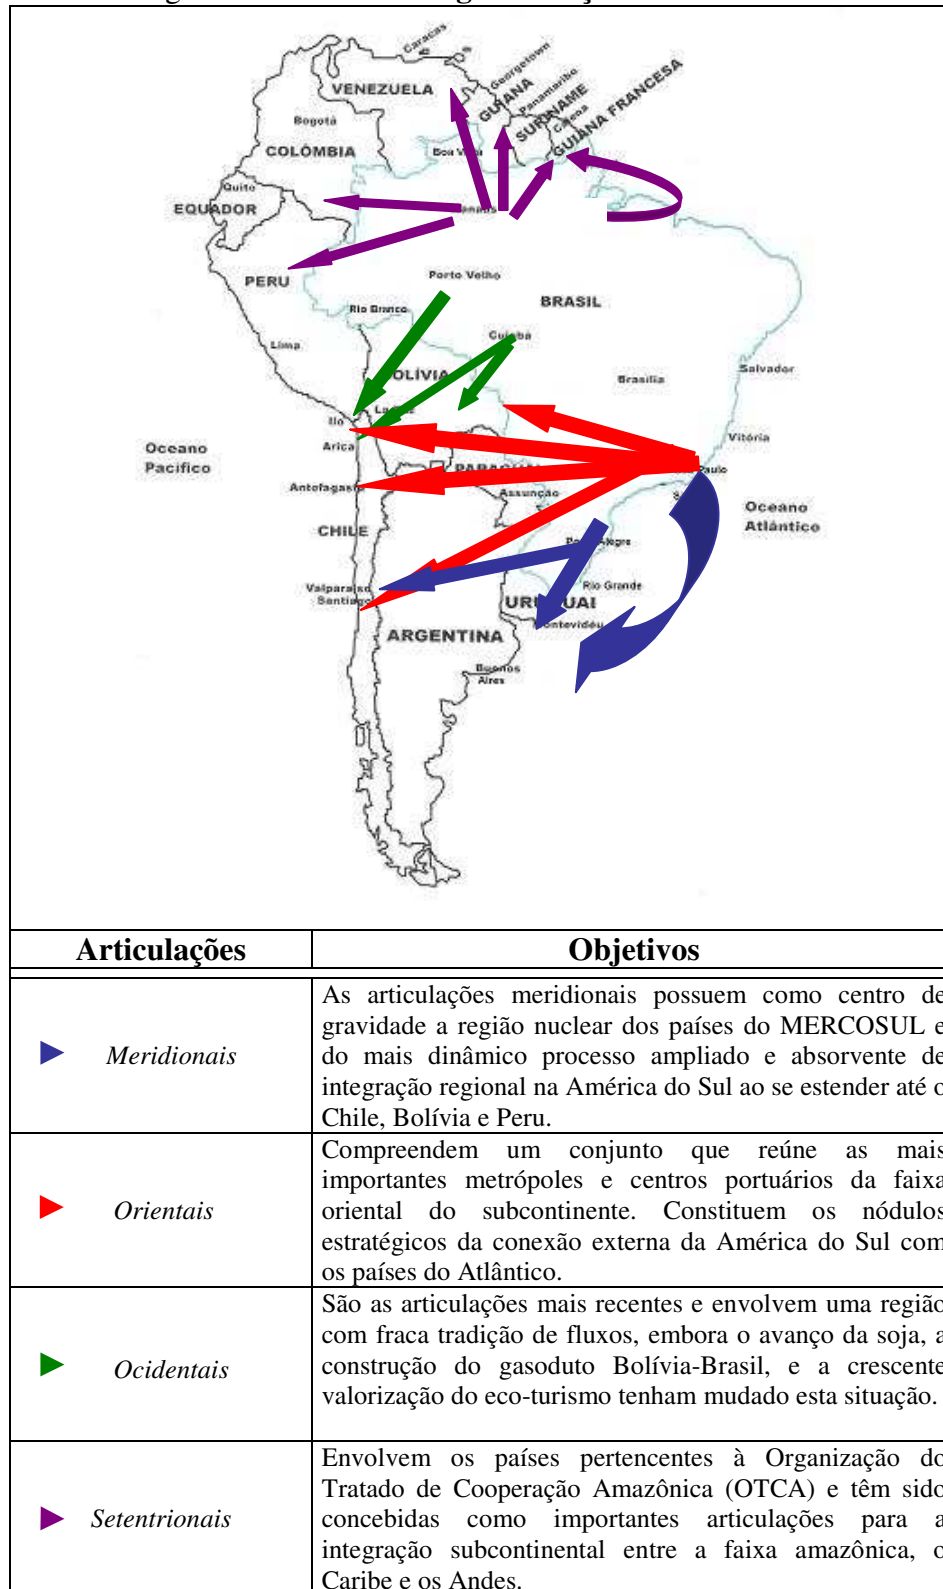 Caracas
VENEZUELA
Georgetown
GUIANA
Panamaribo
SURINAME
Caiena
GUIANA FRANCESA
Bogotá
COLÔMBIA
Boa
Quito
EQUADOR
PERU
Porto Velho
BRASIL
Rio Branco
Cuiabá
Lima
OLÍVIA
Brasília
Salvador
Ilo
Arica
Vitória
Oceano
Pacífico
Paulo
Antofagasta
Assunção
Oceano
Atlântico
CHILE
Alegre
Rio Grande
Valparaíso
Santiago
URUGUAI
ontevidéu
ARGENTINA
Buenos
Aires
Articulações Objetivos
Meridionais
As articulações meridionais possuem como centro de
gravidade a região nuclear dos países do MERCOSUL e
do mais dinâmico processo ampliado e absorvente de
integração regional na América do Sul ao se estender até o
Chile, Bolívia e Peru.
Orientais
Compreendem um conjunto que reúne as mais
importantes metrópoles e centros portuários da faixa
oriental do subcontinente. Constituem os nódulos
estratégicos da conexão externa da América do Sul com
os países do Atlântico.
Ocidentais
São as articulações mais recentes e envolvem uma região
com fraca tradição de fluxos, embora o avanço da soja, a
construção do gasoduto Bolívia-Brasil, e a crescente
valorização do eco-turismo tenham mudado esta situação.
Setentrionais
Envolvem os países pertencentes à Organização do
Tratado de Cooperação Amazônica (OTCA) e têm sido
concebidas como importantes articulações para a
integração subcontinental entre a faixa amazônica, o
Caribe e os Andes.